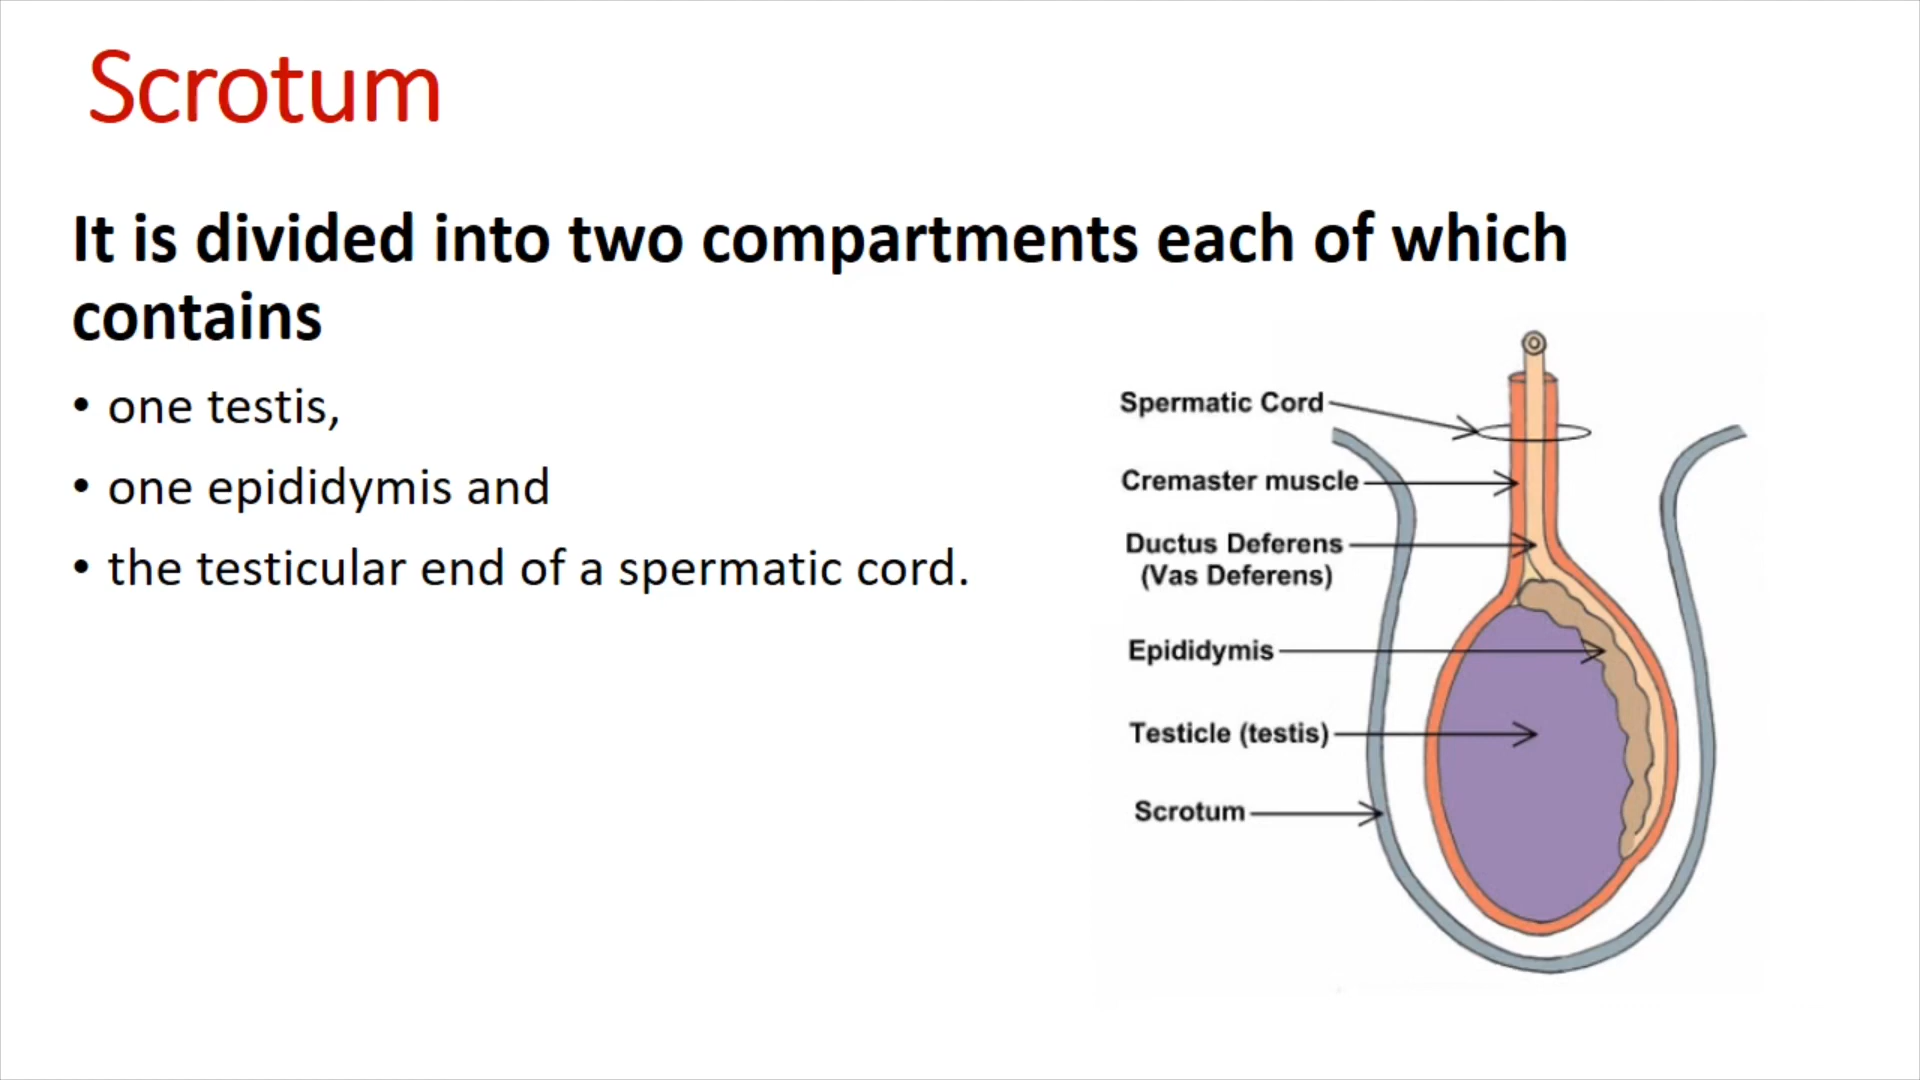 Scrotum
It is divided into two compartments each of which
contains
• one testis,
• one epididymis and
• the testicular end of a spermatic cord.
Spermatic Cord
Cremaster muscle
Ductus Deferens
(Vas Deferens)
Epididymis
Testicle (testis)
Scrotum